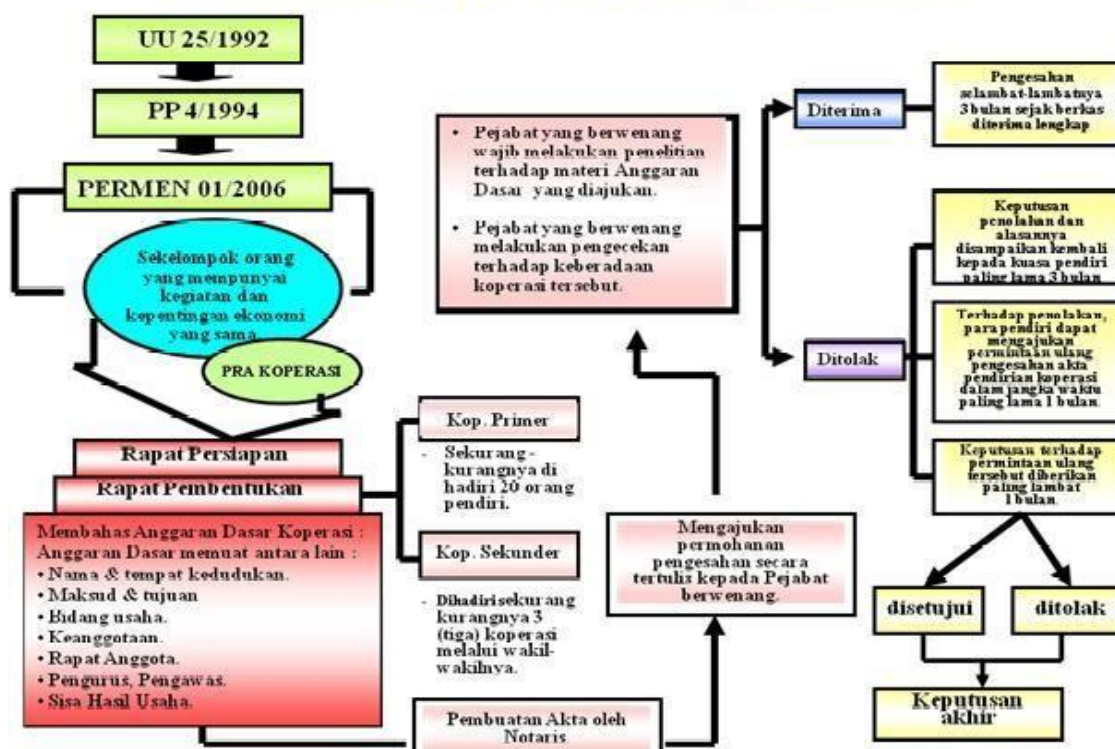 UU 25/1992
PP 4/1994
PERMEN 01/2006
Sekelompok orang
yang mempunyai
kegiatan dan
kepentingan ekonomi
yang sama.
PRA KOPERASI
Rapat Persiapan
Rapat Pembentukan
Membahas Anggaran Dasar Koperasi :
Anggaran Dasar memuat antara lain :
• Nama & tempat kedudukan.
• Maksud & tujuan
• Bidang usaha.
• Keanggotaan.
• Rapat Anggota.
• Pengurus, Pengawas.
• Sisa Hasil Usaha.
Kop. Primer
- Sekurang -
kurangnya di
hadiri 20 orang
pendiri.
Kop. Sekunder
- Dihadiri sekurang
kurangnya 3
(tiga) koperasi
melalui wakil-
wakilnya.
Pembuatan Akta oleh
Notaris
Mengajukan
permohanan
pengesahan secara
tertulis kepada Pejabat
berwenang.
• Pejabat yang berwenang
wajib melakukan penelitian
terhadap materi Anggaran
Dasar yang diajukan.
• Pejabat yang berwenang
melakukan pengecekan
terhadap keberadaan
koperasi tersebut.
Diterima
Pengesahan
selambat-lambatnya
3 bulan sejak berkas
diterima lengkap
Ditolak
Keputusan
penolahan dan
alasannya
disampaikan kembali
kepada kuasa pendiri
paling lama 3 bulan
Terhadap penolakan,
para pendiri dapat
mengajukan
permintaan ulang
pengesahan akta
pendirian koperasi
dalam jangka waktu
paling lama 1 bulan.
Keputusan terhadap
permintaan ulang
tersebut diberikan
paling lambat
1 bulan.
disetujui
ditolak
Keputusan
akhir